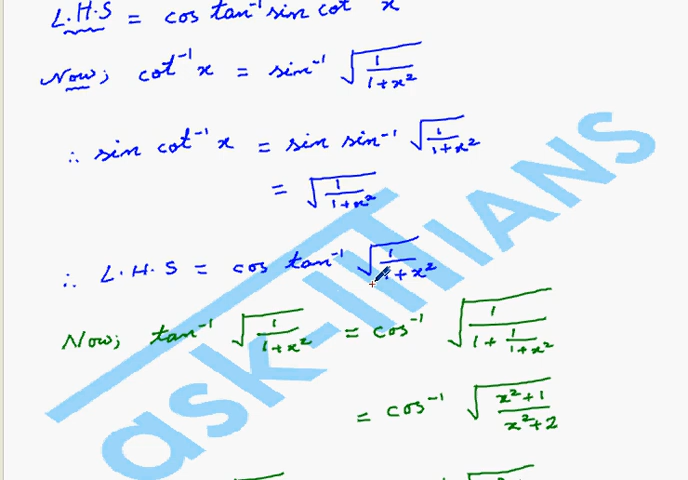 L.H.S = cos tan⁻¹ sin cot x
Now; cot⁻¹ x = sin⁻¹ √(1/(1+x²))
∴ sin cot⁻¹ x = sin sin⁻¹ √(1/(1+x²))
= √(1/(1+x²))
∴ L.H.S = cos tan⁻¹ √(1/(1+x²))
Now; tan⁻¹ √(1/(1+x²)) = cos⁻¹ √(1/(1+1/(1+x²)))
= cos⁻¹ √((x²+1)/(x²+2))
ask-IITIANS